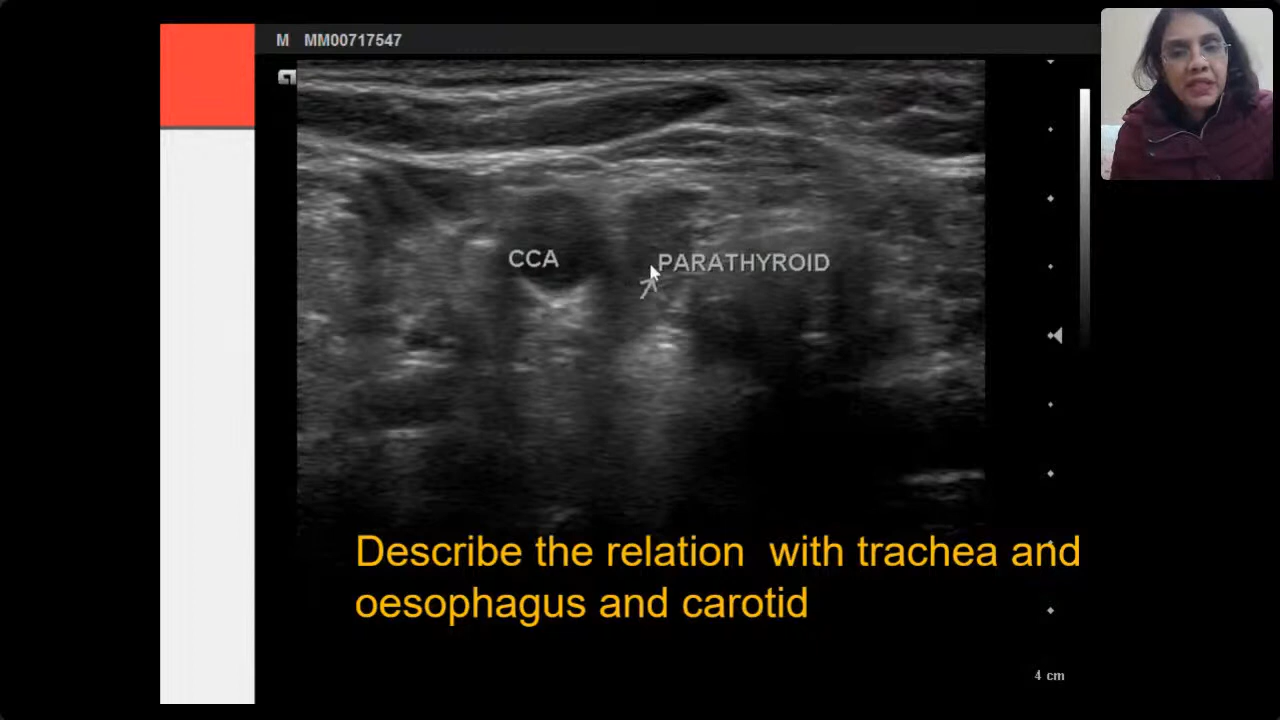 M MM00717547
CCA
PARATHYROID
Describe the relation with trachea and
oesophagus and carotid
4 cm